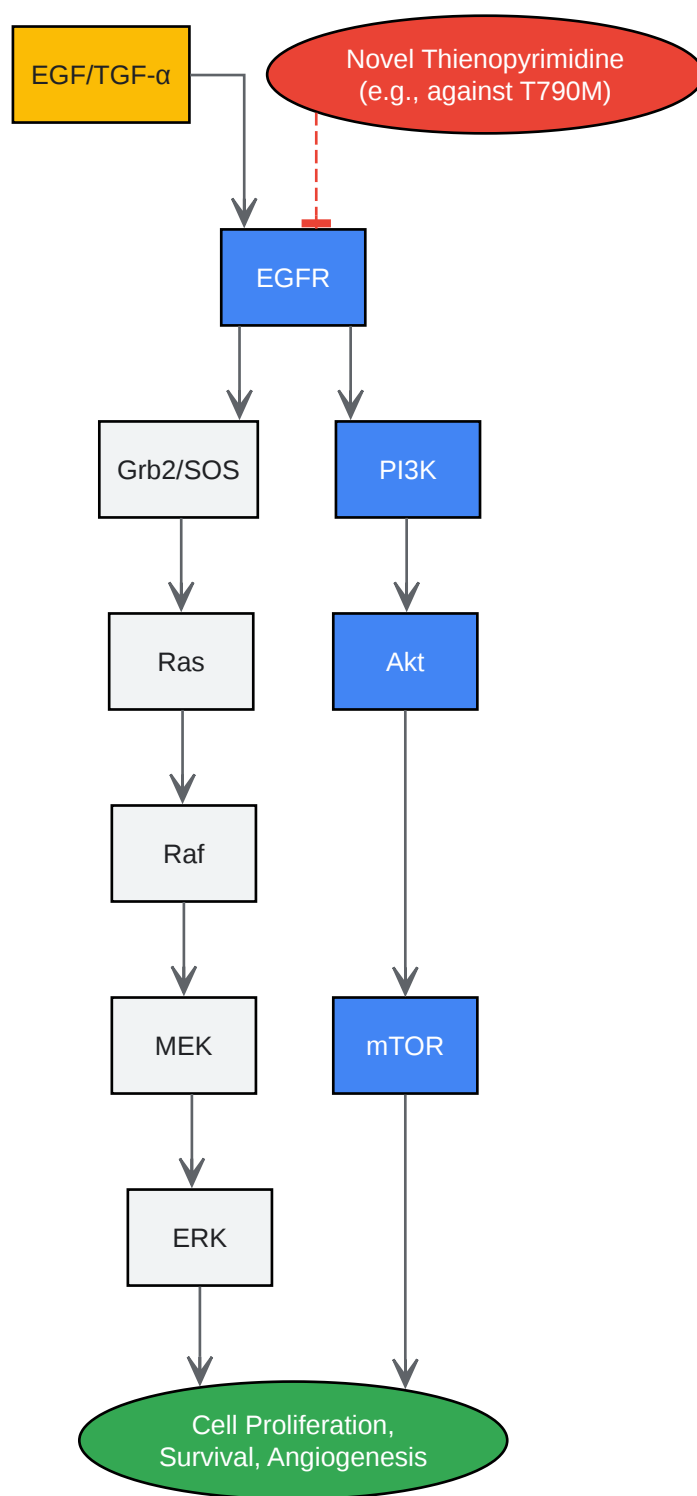 EGF/TGF-α
Novel Thienopyrimidine
(e.g., against T790M)
EGFR
Grb2/SOS
PI3K
Ras
Akt
Raf
MEK
mTOR
ERK
Cell Proliferation,
Survival, Angiogenesis